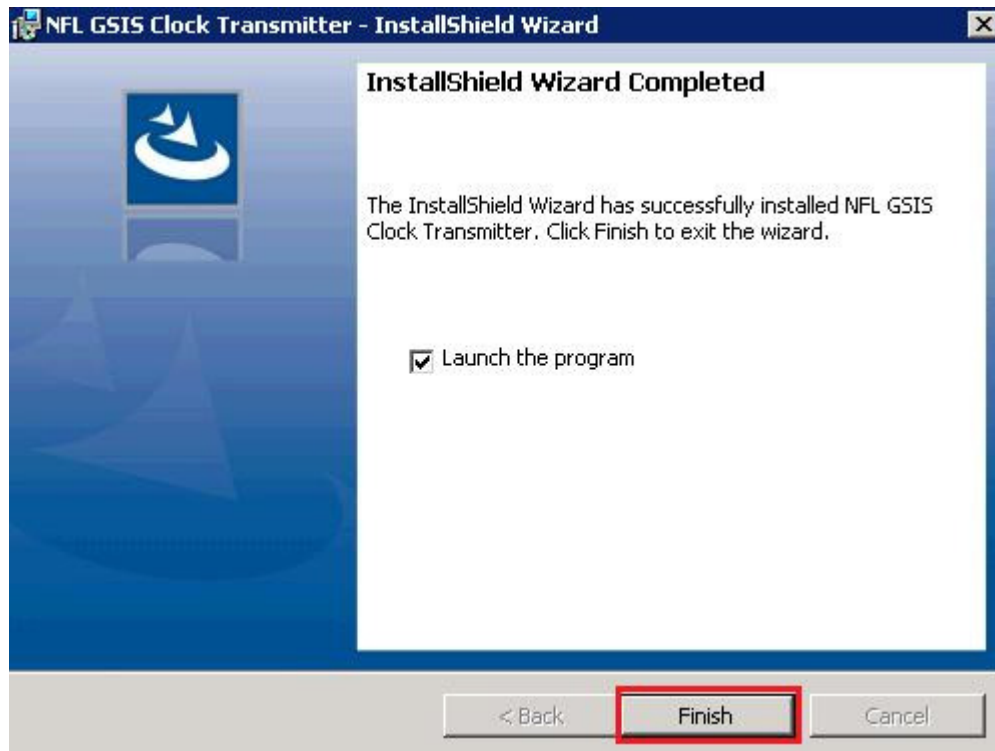 NFL GSIS Clock Transmitter - InstallShield Wizard
InstallShield Wizard Completed
The InstallShield Wizard has successfully installed NFL GSIS
Clock Transmitter. Click Finish to exit the wizard.
Launch the program
< Back
Finish
Cancel